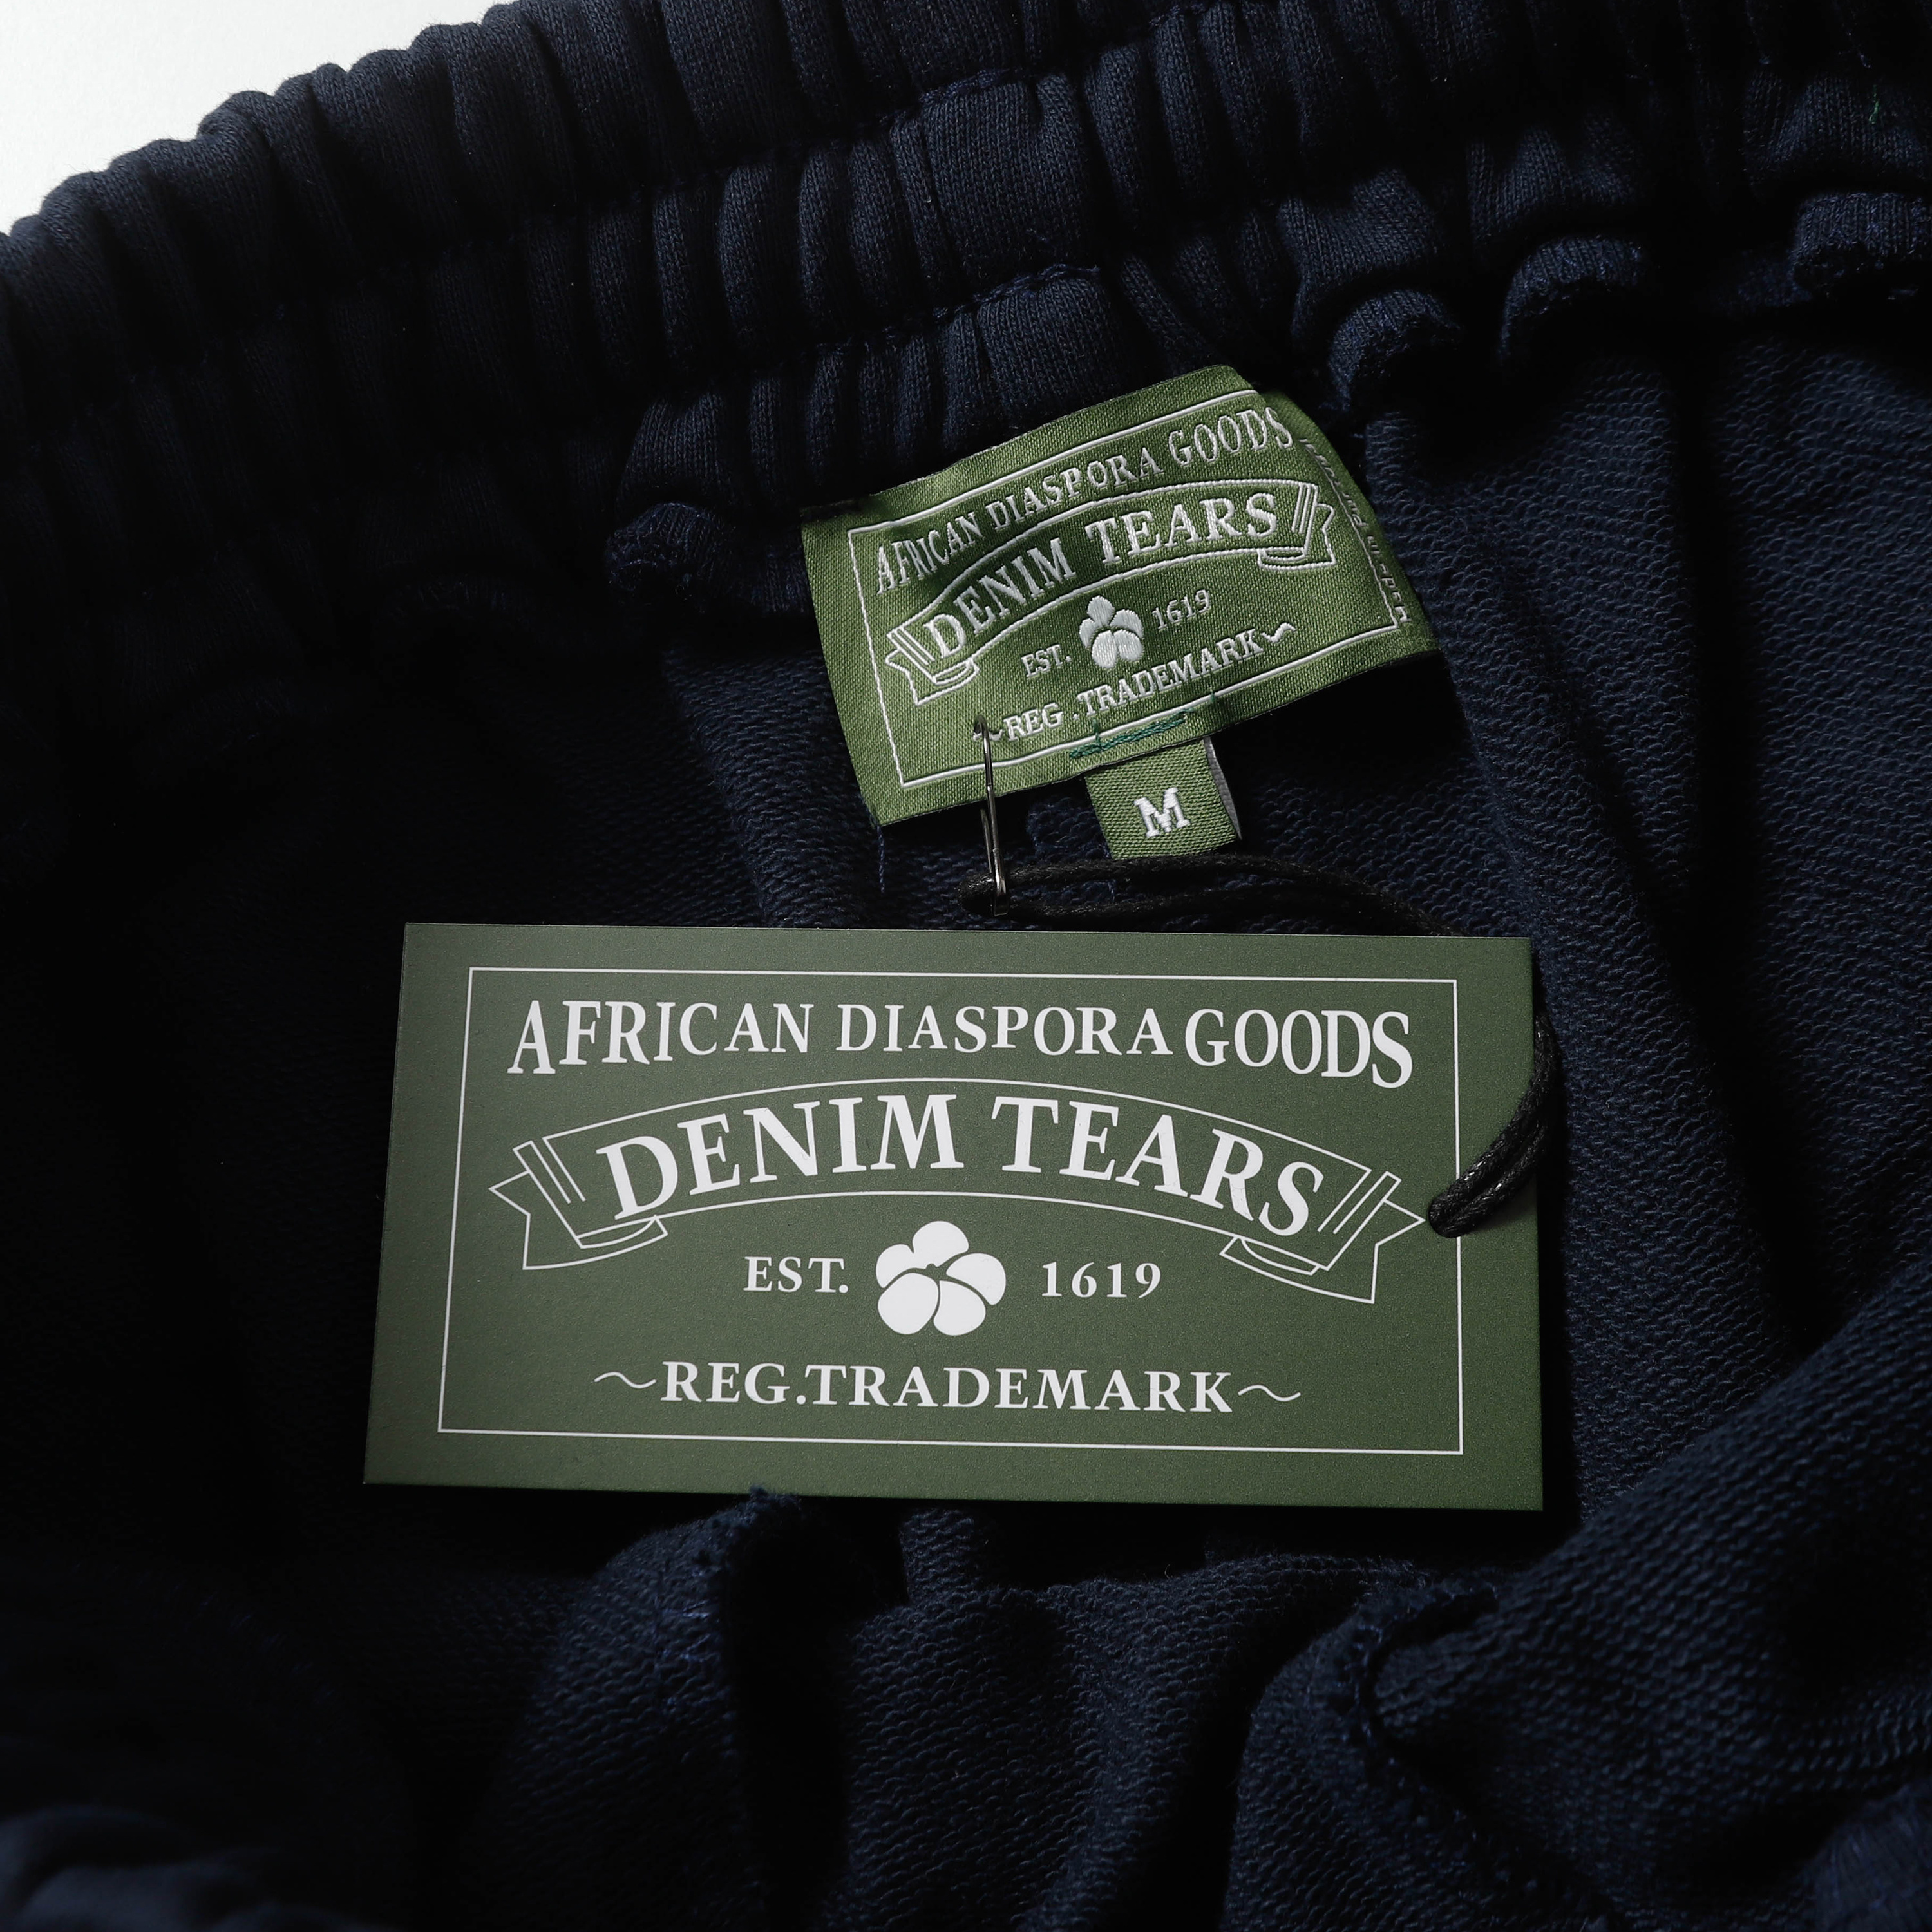 AFRICAN DIASPORA GOODS
DENIM TEARS
EST. 1619
~REG .TRADEMARK~
M
AFRICAN DIASPORA GOODS
DENIM TEARS
EST. 1619
~REG.TRADEMARK~